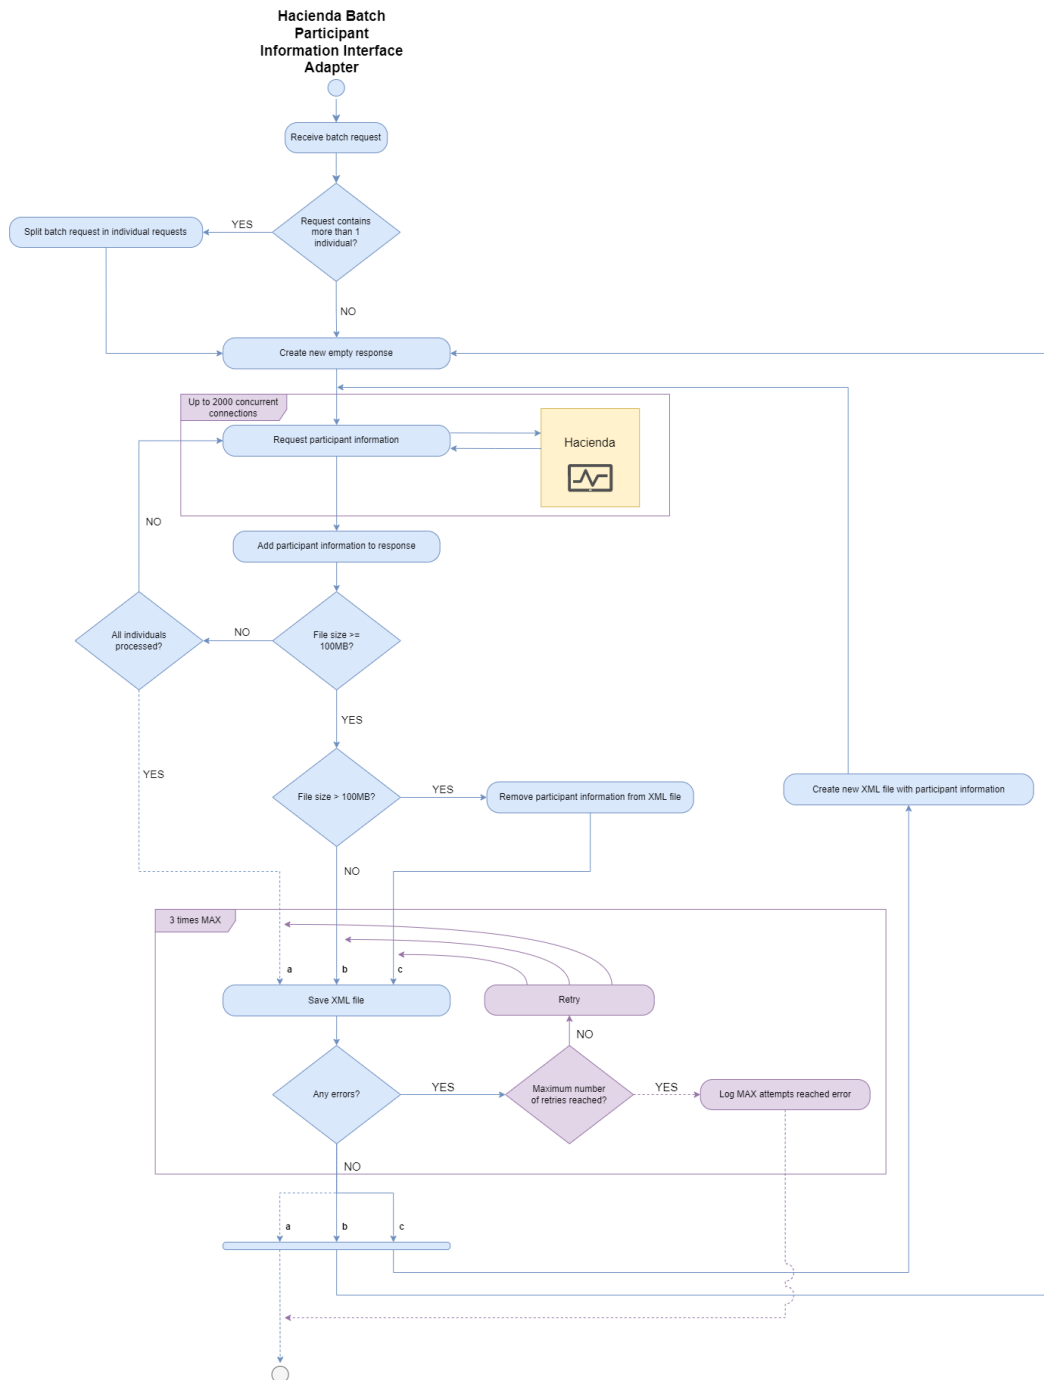 Hacienda Batch
Participant
Information Interface
Adapter
Receive batch request
Request contains
more than 1
individual?
YES
Split batch request in individual requests
NO
Create new empty response
Up to 2000 concurrent
connections
Request participant information
Hacienda
NO
Add participant information to response
All individuals
processed?
NO
File size >=
100MB?
YES
YES
File size > 100MB?
YES
Remove participant information from XML file
Create new XML file with participant information
NO
3 times MAX
a
b
c
Save XML file
Retry
NO
Any errors?
YES
Maximum number
of retries reached?
YES
Log MAX attempts reached error
NO
a
b
c